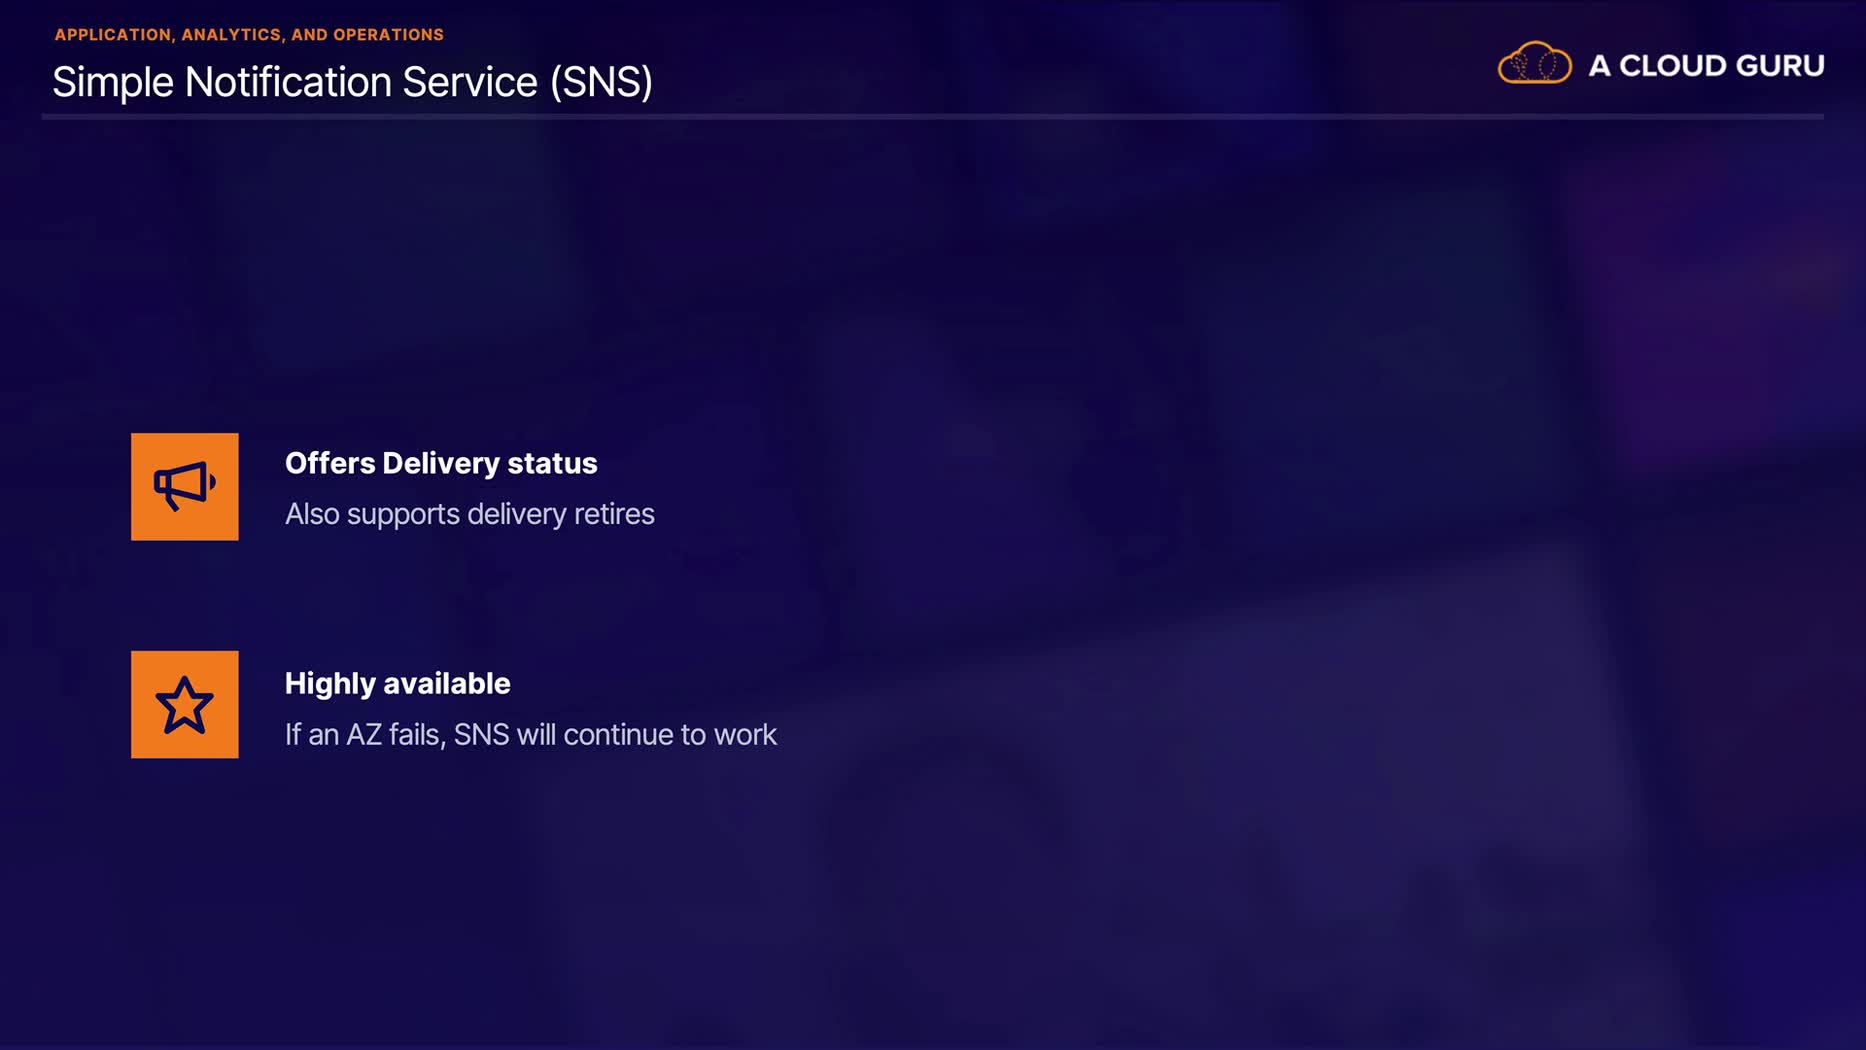 APPLICATION, ANALYTICS, AND OPERATIONS
Simple Notification Service (SNS)
A CLOUD GURU
Offers Delivery status
Also supports delivery retires
Highly available
If an AZ fails, SNS will continue to work